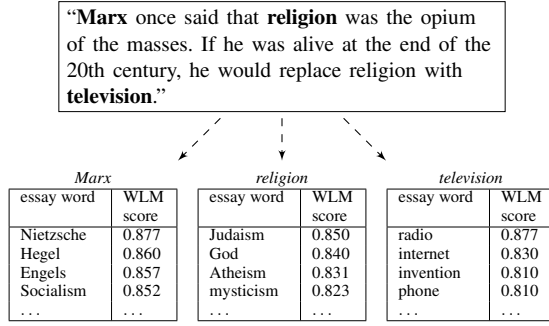 “Marx once said that religion was the opium
of the masses. If he was alive at the end of the
20th century, he would replace religion with
television.”
Marx
essay word WLM
score
Nietzsche 0.877
Hegel 0.860
Engels 0.857
Socialism 0.852
. . . . . .
religion
essay word WLM
score
Judaism 0.850
God 0.840
Atheism 0.831
mysticism 0.823
. . . . . .
television
essay word WLM
score
radio 0.877
internet 0.830
invention 0.810
phone 0.810
. . . . . .